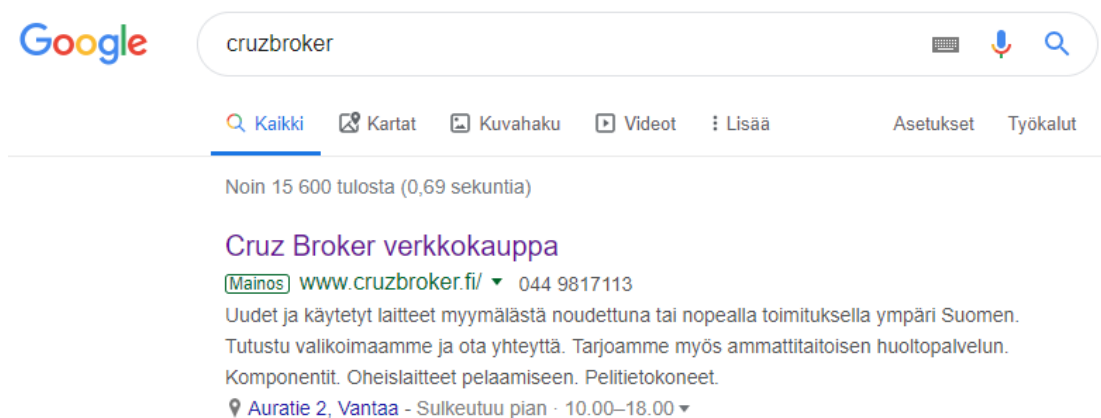 Google
cruzbroker
Kaikki Kartat Kuvahaku Videot Lisää Asetukset Työkalut
Noin 15 600 tulosta (0,69 sekuntia)
Cruz Broker verkkokauppa
Mainos www.cruzbroker.fi/ 044 9817113
Uudet ja käytetyt laitteet myymälästä noudettuna tai nopealla toimituksella ympäri Suomen.
Tutustu valikoimaamme ja ota yhteyttä. Tarjoamme myös ammattitaitoisen huoltopalvelun.
Komponentit. Oheislaitteet pelaamiseen. Pelitietokoneet.
Auratie 2, Vantaa - Sulkeutuu pian · 10.00–18.00